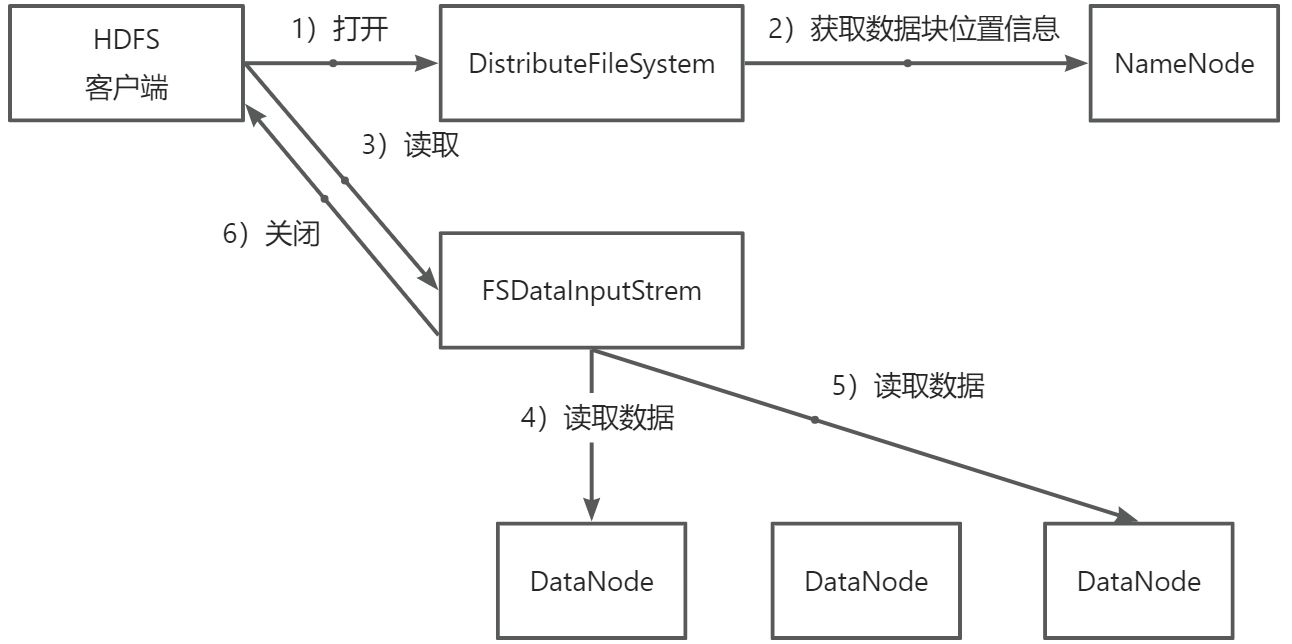 HDFS
客户端
1）打开
DistributeFileSystem
2）获取数据块位置信息
NameNode
3）读取
6）关闭
FSDataInputStrem
4）读取数据
5）读取数据
DataNode
DataNode
DataNode